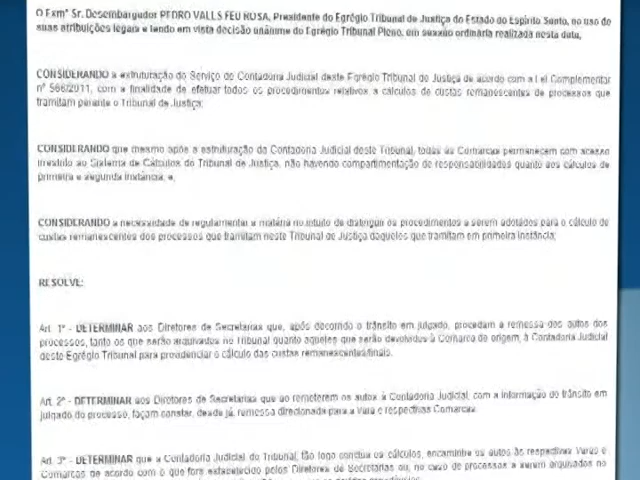 O Exmº Sr. Desembargador PEDRO VALLS FEU ROSA, Presidente do Egrégio Tribunal de Justiça do Estado do Espírito Santo, no uso de
suas atribuições legais e tendo em vista decisão unânime do Egrégio Tribunal Pleno, em sessão ordinária realizada nesta data,
CONSIDERANDO a estruturação do Serviço de Contadoria Judicial deste Egrégio Tribunal de Justiça de acordo com a Lei Complementar
nº 566/2011, com a finalidade de efetuar todos os procedimentos relativos a cálculos de custas remanescentes de processos que
tramitam perante o Tribunal de Justiça;
CONSIDERANDO que mesmo após a estruturação da Contadoria Judicial deste Tribunal, todas as Comarcas permanecem com acesso
irrestrito ao Sistema de Cálculos do Tribunal de Justiça, não havendo compartimentação de responsabilidades quanto aos cálculos de
primeira e segunda instância, e,
CONSIDERANDO a necessidade de regulamentar a matéria no intuito de distinguir os procedimentos a serem adotados para o cálculo de
custas remanescentes dos processos que tramitam neste Tribunal de Justiça daqueles que tramitam em primeira instância;
RESOLVE:
Art. 1º - DETERMINAR aos Diretores de Secretarias que, após decorrido o trânsito em julgado, procedam a remessa dos autos dos
processos, tanto os que serão arquivados no Tribunal quanto aqueles que serão devolvidos à Comarca de origem, à Contadoria Judicial
deste Egrégio Tribunal para providenciar o cálculo das custas remanescentes/finais.
Art. 2º - DETERMINAR aos Diretores de Secretarias que ao remeterem os autos à Contadoria Judicial, com a informação do trânsito em
julgado do processo, façam constar, desde já, remessa direcionada para a Vara e respectivas Comarcas.
Art. 3º - DETERMINAR que a Contadoria Judicial do Tribunal, tão logo conclua os cálculos, encaminhe os autos às respectivas Varas e
Comarcas de acordo com o que fora estabelecido pelos Diretores de Secretarias ou, no caso de processos a serem arquivados no